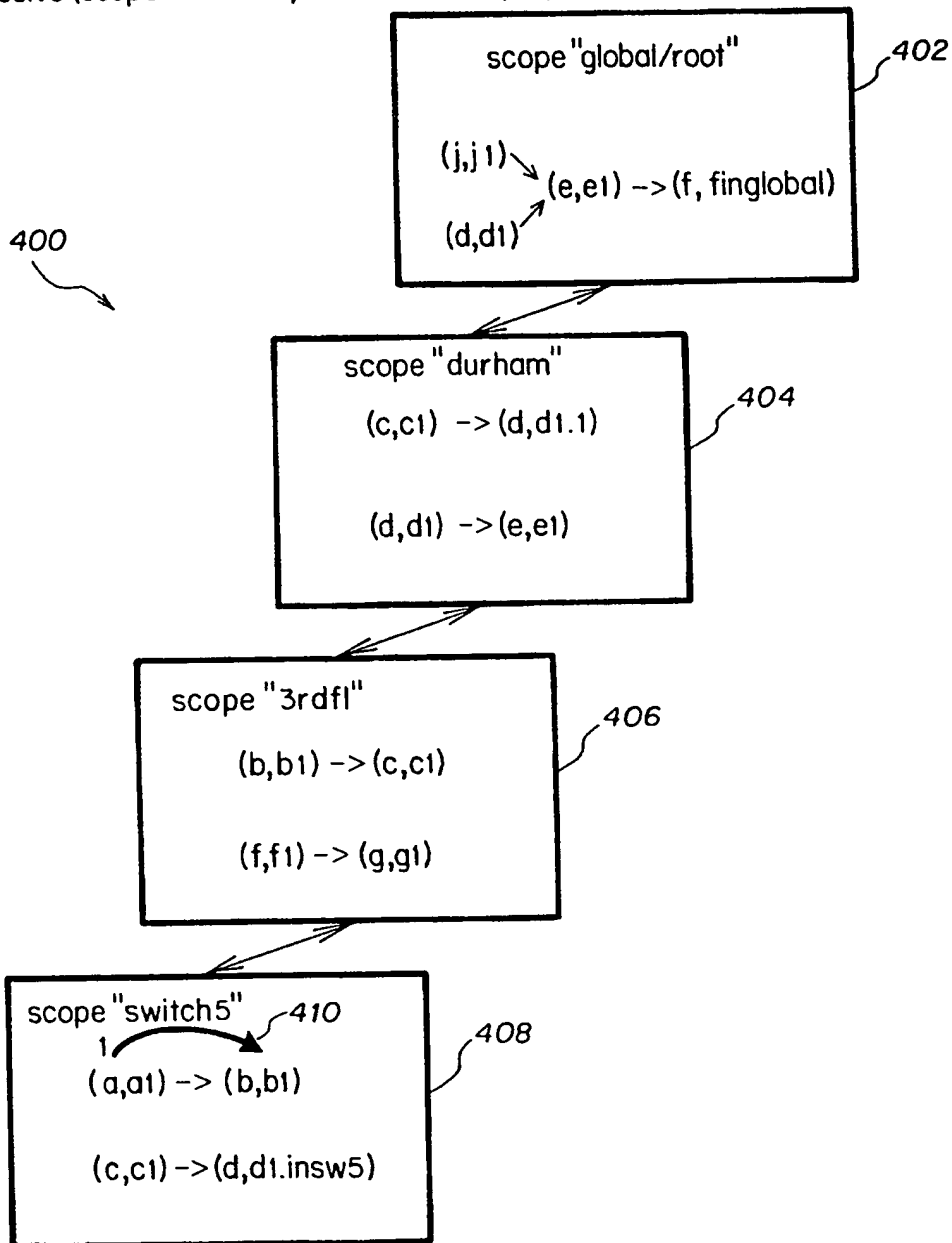 scope "global/root"
402
(j,j1)
(e,e1) -> (f, finglobal)
(d,d1)
400
scope "durham"
404
(c,c1) -> (d,d1.1)
(d,d1) -> (e,e1)
scope "3rdfl"
406
(b,b1) -> (c,c1)
(f,f1) -> (g,g1)
scope "switch5"
410
408
1
(a,a1) -> (b,b1)
(c,c1) -> (d,d1.insw5)